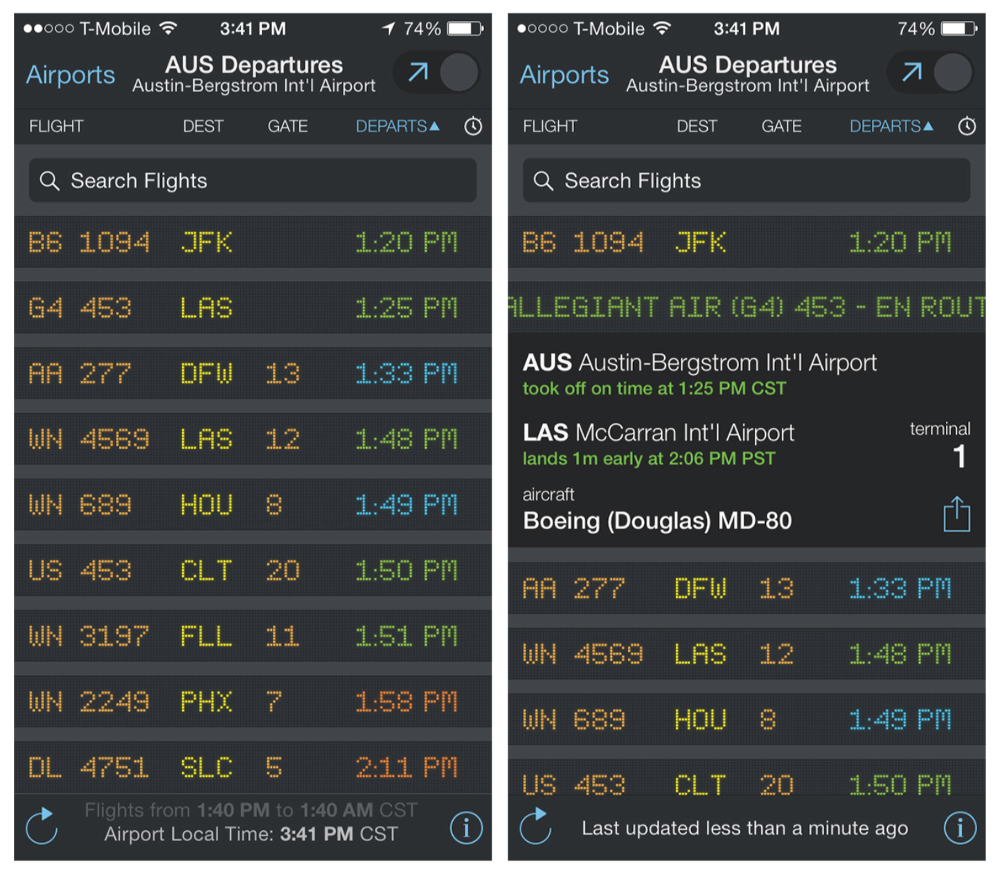 T-Mobile 3:41 PM 74%
Airports AUS Departures
Austin-Bergstrom Int'l Airport
FLIGHT DEST GATE DEPARTS▲
Search Flights
B6 1094 JFK 1:20 PM
G4 453 LAS 1:25 PM
AA 277 DFW 13 1:33 PM
WN 4569 LAS 12 1:48 PM
WN 689 HOU 8 1:49 PM
US 453 CLT 20 1:50 PM
WN 3197 FLL 11 1:51 PM
WN 2249 PHX 7 1:58 PM
DL 4751 SLC 5 2:11 PM
Flights from 1:40 PM to 1:40 AM CST
Airport Local Time: 3:41 PM CST
i
T-Mobile 3:41 PM 74%
Airports AUS Departures
Austin-Bergstrom Int'l Airport
FLIGHT DEST GATE DEPARTS▲
Search Flights
B6 1094 JFK 1:20 PM
ALLEGIANT AIR (G4) 453 - EN ROUT
AUS Austin-Bergstrom Int'l Airport
took off on time at 1:25 PM CST
LAS McCarran Int'l Airport terminal
lands 1m early at 2:06 PM PST 1
aircraft
Boeing (Douglas) MD-80
AA 277 DFW 13 1:33 PM
WN 4569 LAS 12 1:48 PM
WN 689 HOU 8 1:49 PM
US 453 CLT 20 1:50 PM
Last updated less than a minute ago
i